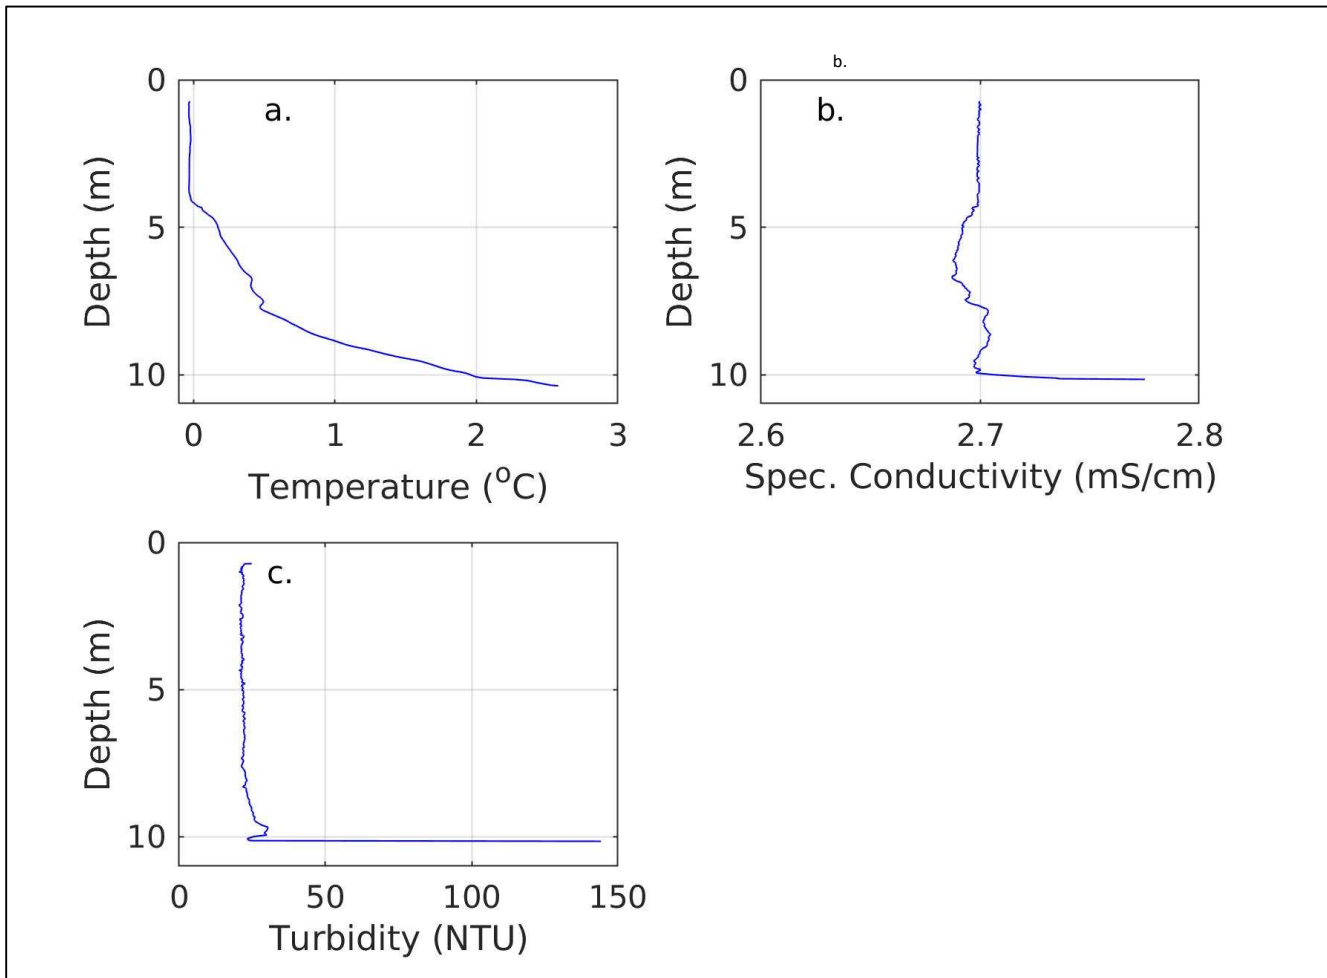 b.
0
a.
5
10
Depth (m)
0 1 2 3
Temperature (°C)
0
b.
5
10
Depth (m)
2.6 2.7 2.8
Spec. Conductivity (mS/cm)
0
c.
5
10
Depth (m)
0 50 100 150
Turbidity (NTU)